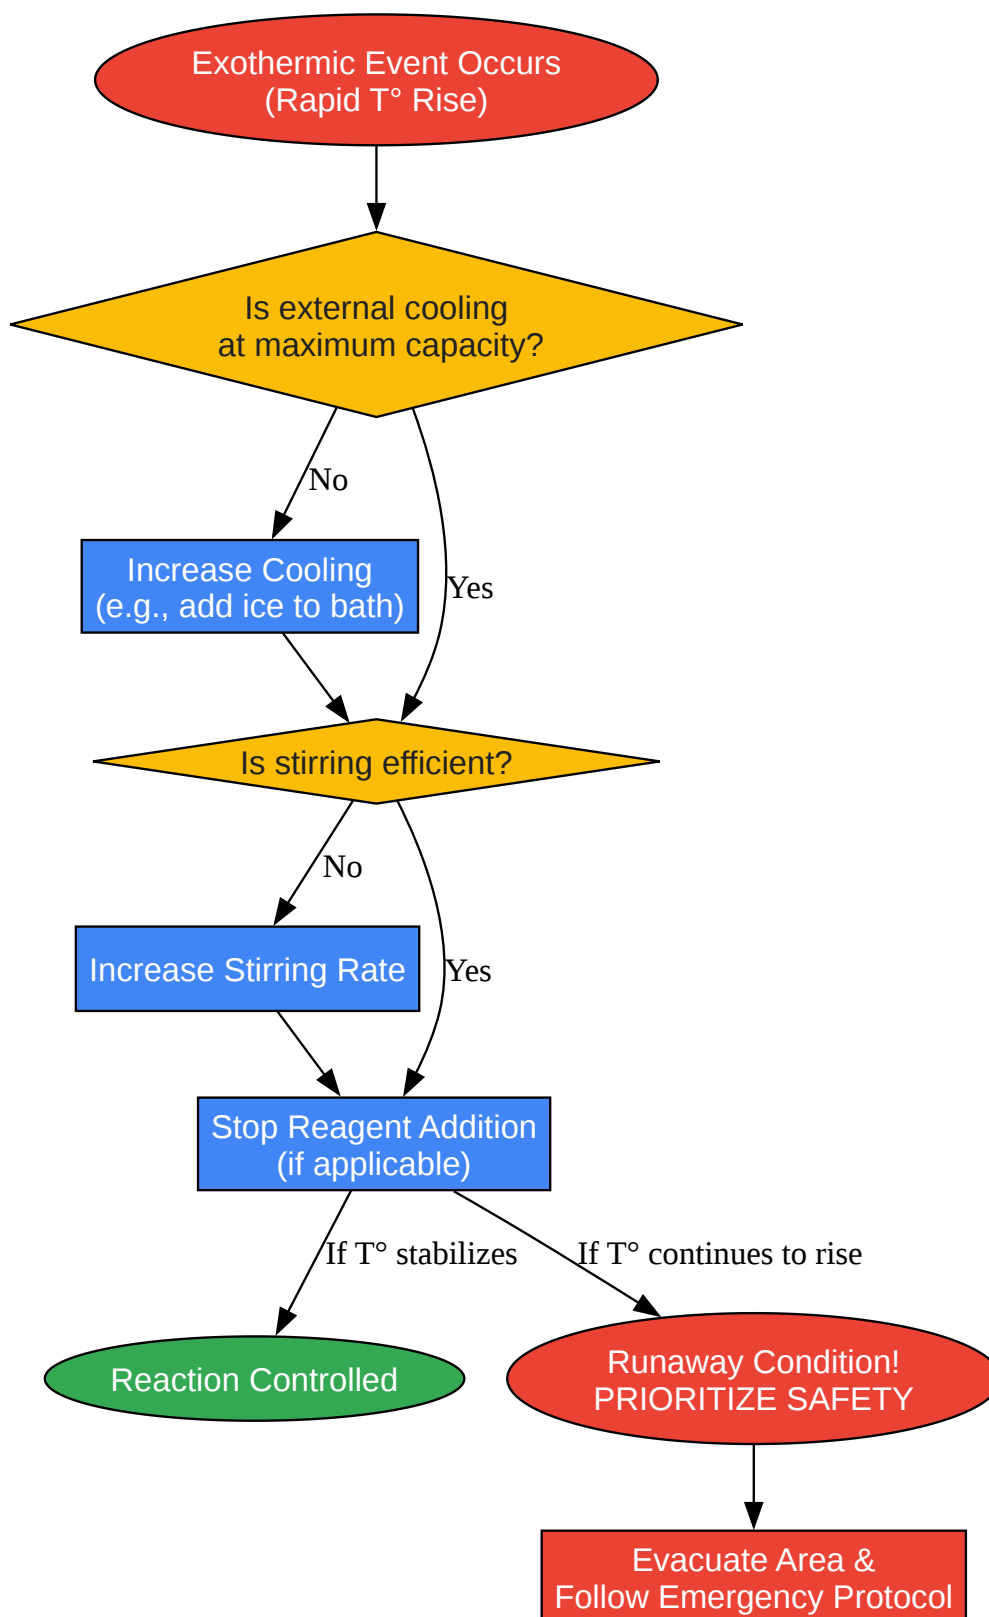 Exothermic Event Occurs
(Rapid T° Rise)
Is external cooling
at maximum capacity?
No
Increase Cooling
(e.g., add ice to bath)
Yes
Is stirring efficient?
No
Increase Stirring Rate
Yes
Stop Reagent Addition
(if applicable)
If T° stabilizes
If T° continues to rise
Reaction Controlled
Runaway Condition!
PRIORITIZE SAFETY
Evacuate Area &
Follow Emergency Protocol